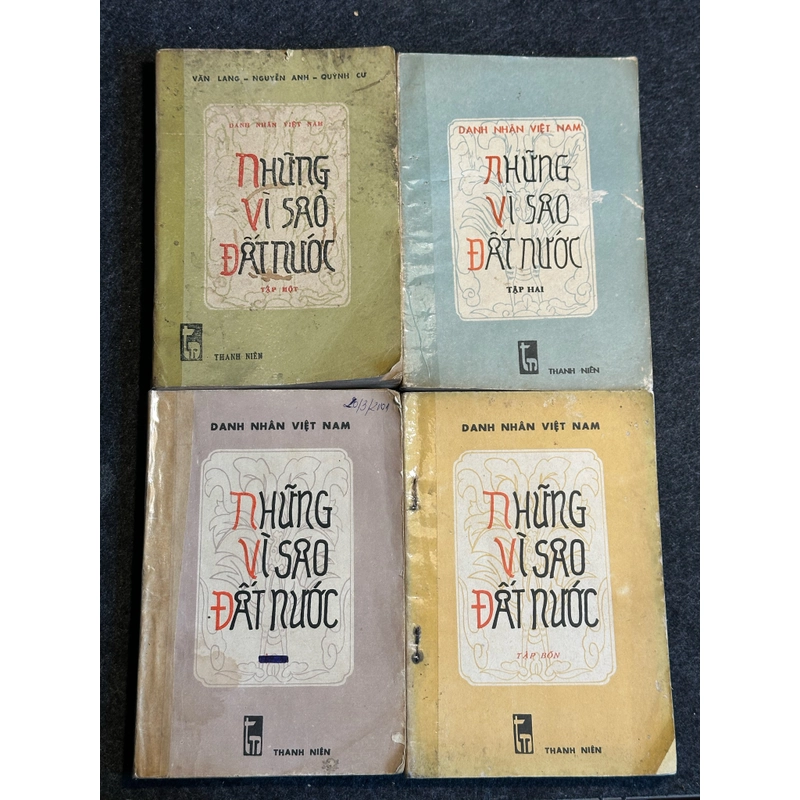 VĂN LANG - NGUYỄN ANH - QUỲNH CƯ
DANH NHÂN VIỆT NAM
NHỮNG
VÌ SAO
ĐẤT NƯỚC
TẬP MỘT
THANH NIÊN
DANH NHÂN VIỆT NAM
NHỮNG
VÌ SAO
ĐẤT NƯỚC
TẬP HAI
THANH NIÊN
DANH NHÂN VIỆT NAM
NHỮNG
VÌ SAO
ĐẤT NƯỚC
THANH NIÊN
DANH NHÂN VIỆT NAM
NHỮNG
VÌ SAO
ĐẤT NƯỚC
TẬP BỐN
THANH NIÊN